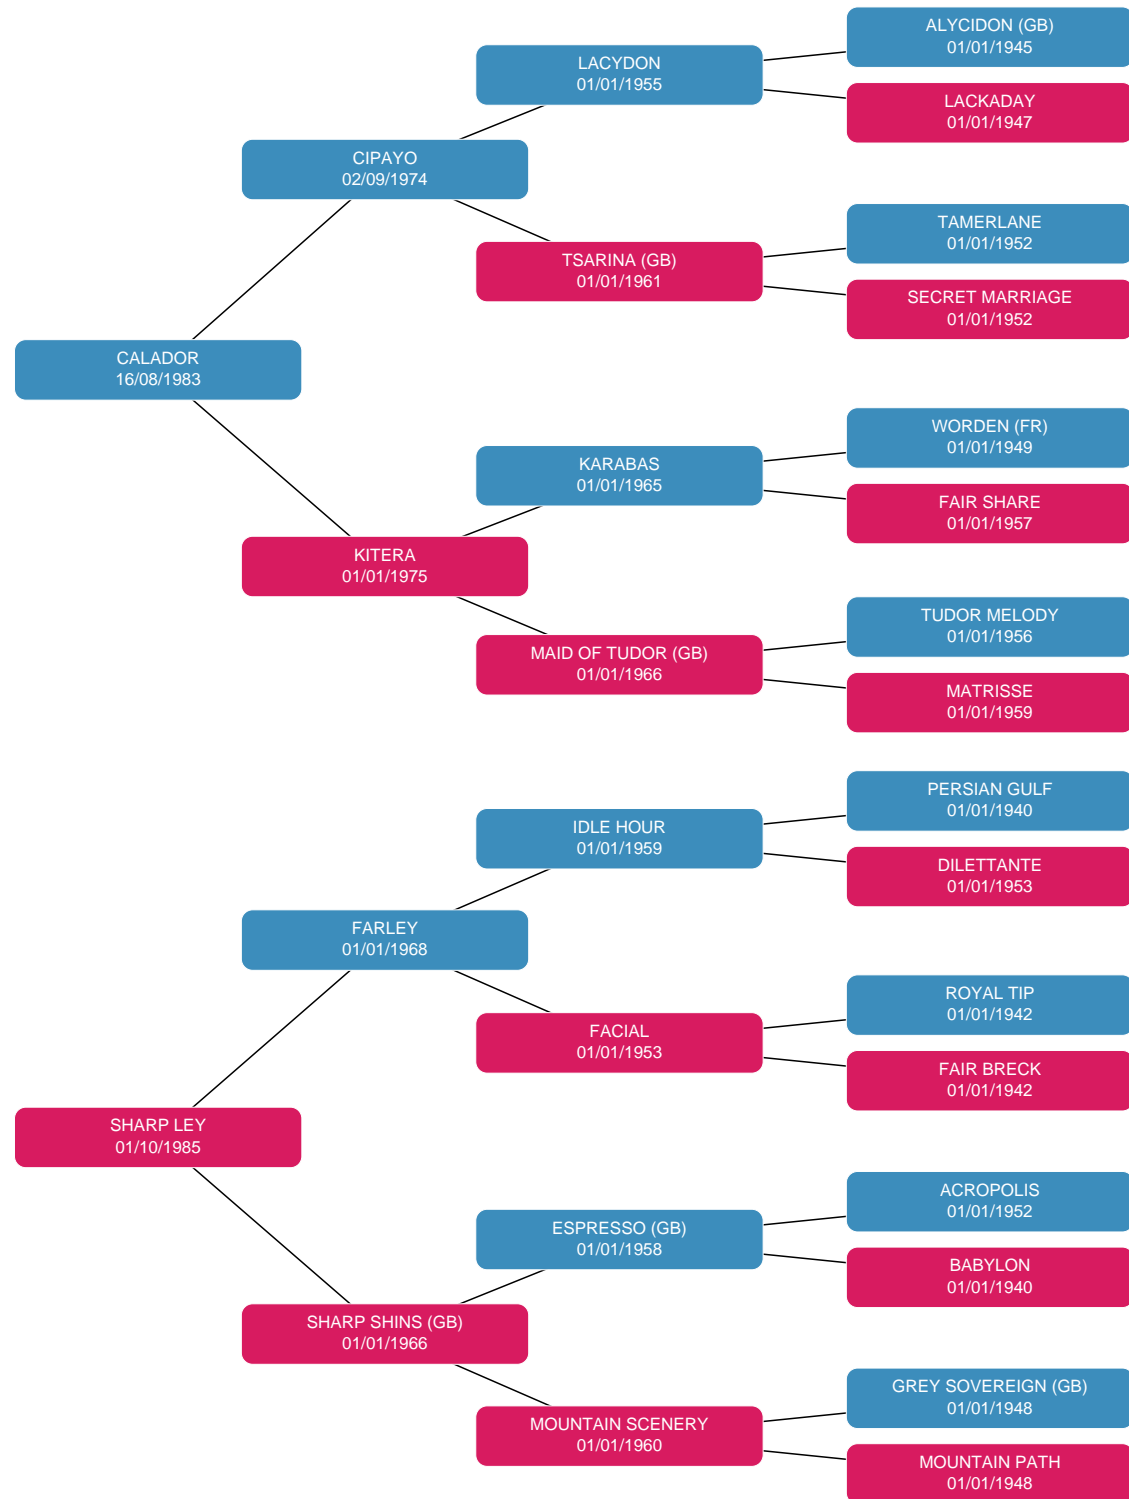 ALYCIDON (GB)
01/01/1945
LACYDON
01/01/1955
LACKADAY
01/01/1947
CIPAYO
02/09/1974
TAMERLANE
01/01/1952
TSARINA (GB)
01/01/1961
SECRET MARRIAGE
01/01/1952
CALADOR
16/08/1983
WORDEN (FR)
01/01/1949
KARABAS
01/01/1965
FAIR SHARE
01/01/1957
KITERA
01/01/1975
TUDOR MELODY
01/01/1956
MAID OF TUDOR (GB)
01/01/1966
MATRISSE
01/01/1959
PERSIAN GULF
01/01/1940
IDLE HOUR
01/01/1959
DILETTANTE
01/01/1953
FARLEY
01/01/1968
ROYAL TIP
01/01/1942
FACIAL
01/01/1953
FAIR BRECK
01/01/1942
SHARP LEY
01/10/1985
ACROPOLIS
01/01/1952
ESPRESSO (GB)
01/01/1958
BABYLON
01/01/1940
SHARP SHINS (GB)
01/01/1966
GREY SOVEREIGN (GB)
01/01/1948
MOUNTAIN SCENERY
01/01/1960
MOUNTAIN PATH
01/01/1948